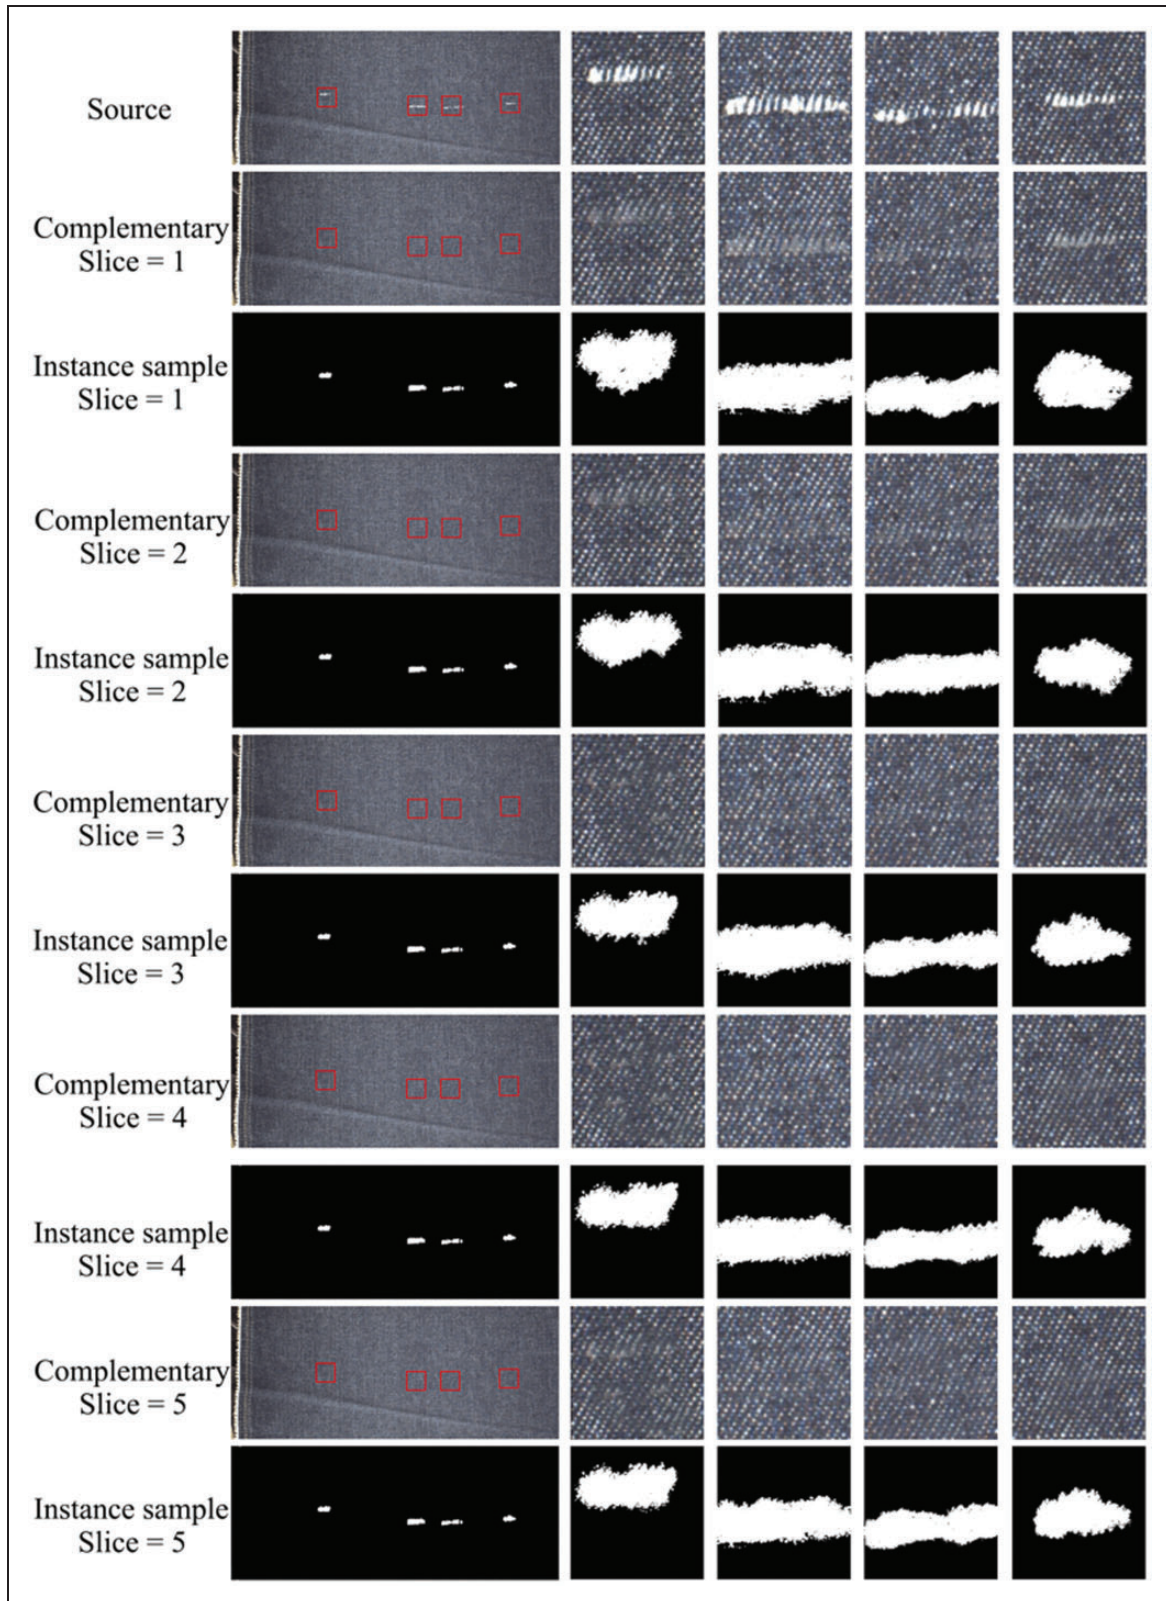 Source
Complementary
Slice = 1
Instance sample
Slice = 1
Complementary
Slice = 2
Instance sample
Slice = 2
Complementary
Slice = 3
Instance sample
Slice = 3
Complementary
Slice = 4
Instance sample
Slice = 4
Complementary
Slice = 5
Instance sample
Slice = 5